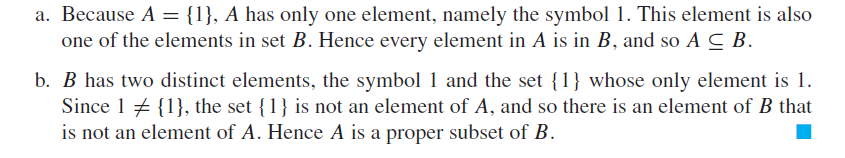 a. Because A = {1}, A has only one element, namely the symbol 1. This element is also
one of the elements in set B. Hence every element in A is in B, and so A ⊆ B.
b. B has two distinct elements, the symbol 1 and the set {1} whose only element is 1.
Since 1 ≠ {1}, the set {1} is not an element of A, and so there is an element of B that
is not an element of A. Hence A is a proper subset of B.